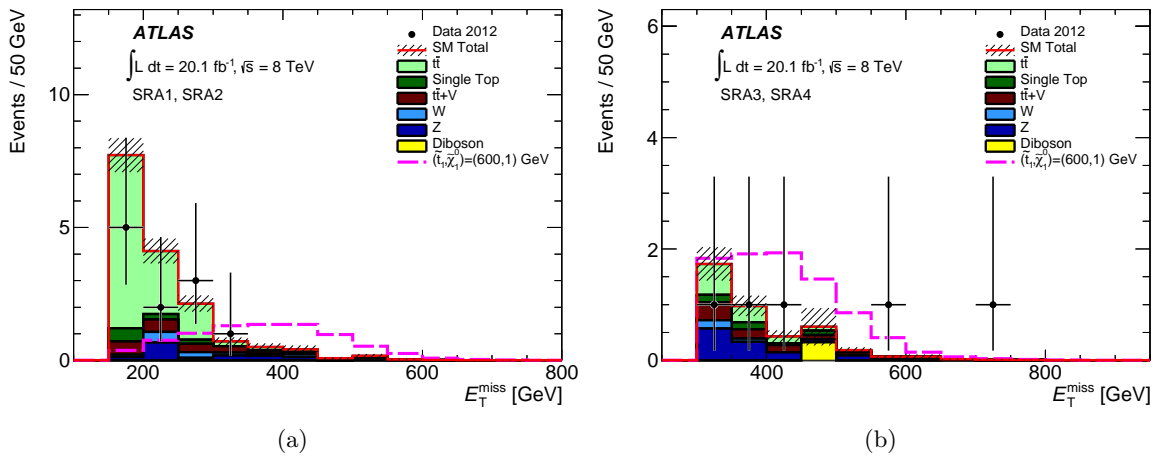 Events / 50 GeV
10
5
0
ATLAS
∫L dt = 20.1 fb⁻¹, √s = 8 TeV
SRA1, SRA2
Data 2012
SM Total
tt̄
Single Top
tt̄+V
W
Z
Diboson
(t̃₁,χ̃₁⁰)=(600,1) GeV
200 400 600 800
E_T^miss [GeV]
(a)
Events / 50 GeV
6
4
2
0
ATLAS
∫L dt = 20.1 fb⁻¹, √s = 8 TeV
SRA3, SRA4
Data 2012
SM Total
tt̄
Single Top
tt̄+V
W
Z
Diboson
(t̃₁,χ̃₁⁰)=(600,1) GeV
400 600 800
E_T^miss [GeV]
(b)